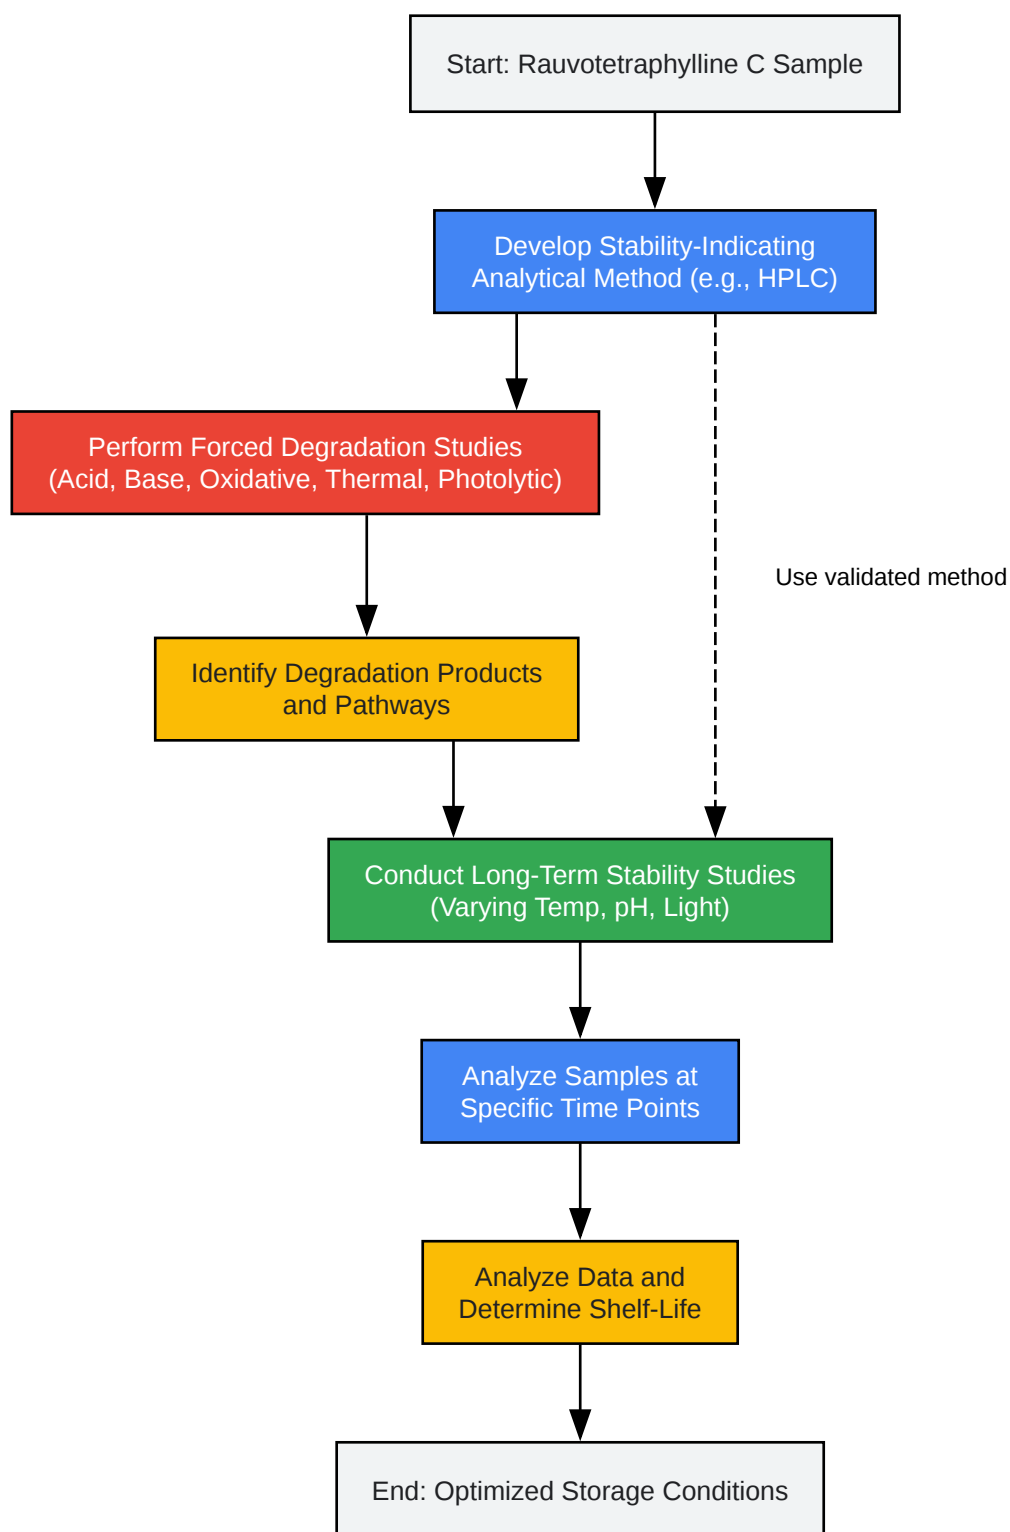 Start: Rauvotetraphylline C Sample
Develop Stability-Indicating
Analytical Method (e.g., HPLC)
Perform Forced Degradation Studies
(Acid, Base, Oxidative, Thermal, Photolytic)
Use validated method
Identify Degradation Products
and Pathways
Conduct Long-Term Stability Studies
(Varying Temp, pH, Light)
Analyze Samples at
Specific Time Points
Analyze Data and
Determine Shelf-Life
End: Optimized Storage Conditions